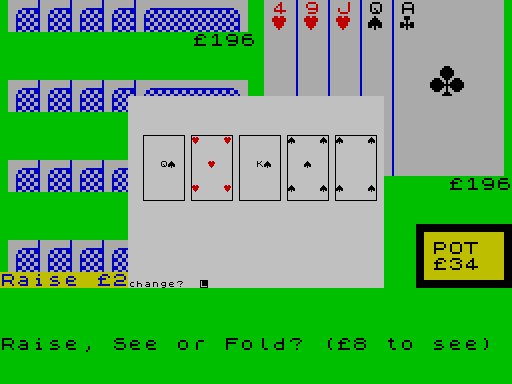 4 9 J Q A
£196
Q K
£196
POT
£34
Raise £2
change? L
Raise, See or Fold? (£8 to see)